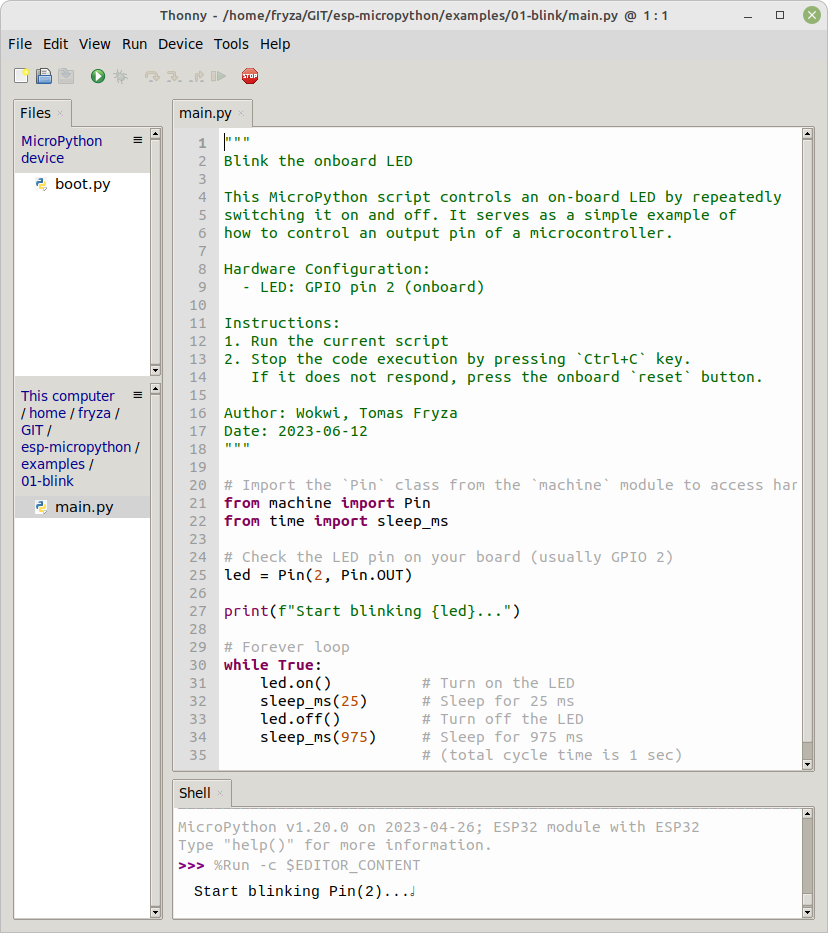 Thonny - /home/fryza/GIT/esp-micropython/examples/01-blink/main.py @ 1 : 1
File Edit View Run Device Tools Help
STOP
Files
MicroPython
device
boot.py
This computer
/ home / fryza /
GIT /
esp-micropython /
examples /
01-blink
main.py
main.py
1 """
2 Blink the onboard LED
3
4 This MicroPython script controls an on-board LED by repeatedly
5 switching it on and off. It serves as a simple example of
6 how to control an output pin of a microcontroller.
7
8 Hardware Configuration:
9   - LED: GPIO pin 2 (onboard)
10
11 Instructions:
12 1. Run the current script
13 2. Stop the code execution by pressing `Ctrl+C` key.
14    If it does not respond, press the onboard `reset` button.
15
16 Author: Wokwi, Tomas Fryza
17 Date: 2023-06-12
18 """
19
20 # Import the `Pin` class from the `machine` module to access har
21 from machine import Pin
22 from time import sleep_ms
23
24 # Check the LED pin on your board (usually GPIO 2)
25 led = Pin(2, Pin.OUT)
26
27 print(f"Start blinking {led}...")
28
29 # Forever loop
30 while True:
31     led.on()          # Turn on the LED
32     sleep_ms(25)      # Sleep for 25 ms
33     led.off()         # Turn off the LED
34     sleep_ms(975)     # Sleep for 975 ms
35                       # (total cycle time is 1 sec)
Shell
MicroPython v1.20.0 on 2023-04-26; ESP32 module with ESP32
Type "help()" for more information.
>>> %Run -c $EDITOR_CONTENT
Start blinking Pin(2)...